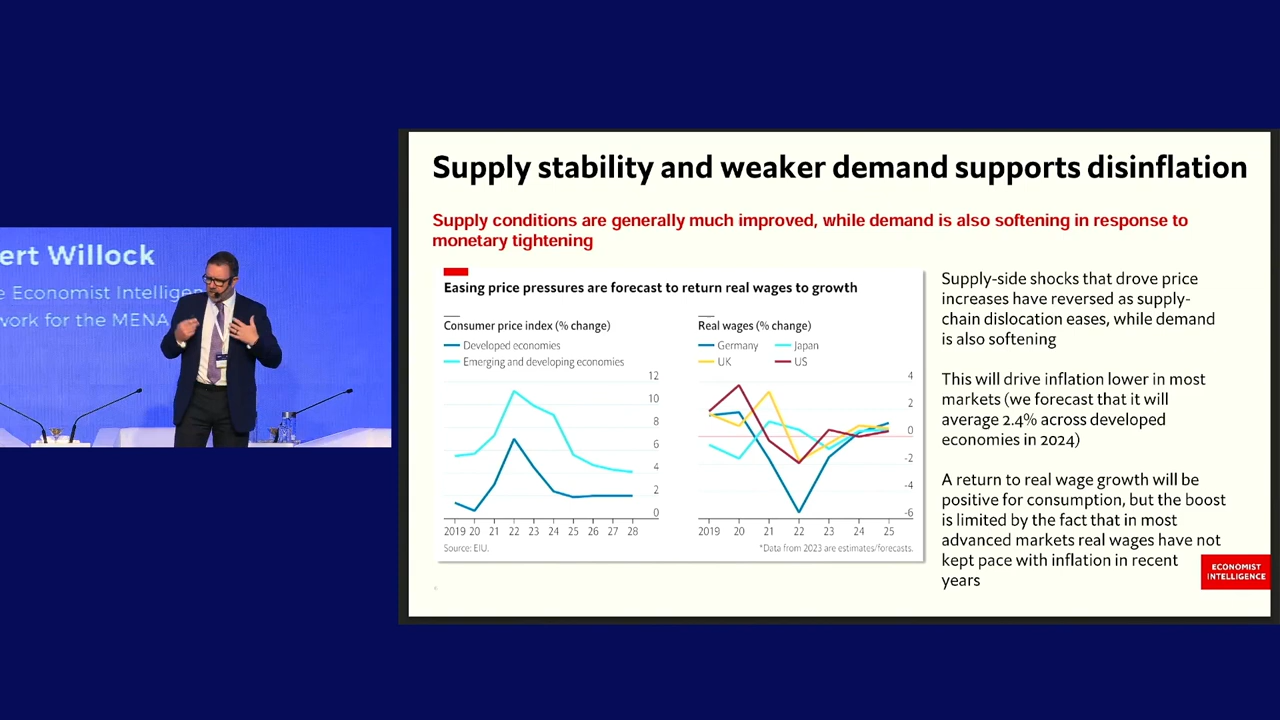 ert Willock
e Economist Intelligen
work for the MENA
Supply stability and weaker demand supports disinflation
Supply conditions are generally much improved, while demand is also softening in response to
monetary tightening
Easing price pressures are forecast to return real wages to growth
Consumer price index (% change)
Developed economies
Emerging and developing economies
12
10
8
6
4
2
0
2019 20 21 22 23 24 25 26 27 28
Source: EIU.
Real wages (% change)
Germany Japan
UK US
4
2
0
-2
-4
-6
2019 20 21 22 23 24 25
*Data from 2023 are estimates/forecasts.
Supply-side shocks that drove price
increases have reversed as supply-
chain dislocation eases, while demand
is also softening
This will drive inflation lower in most
markets (we forecast that it will
average 2.4% across developed
economies in 2024)
A return to real wage growth will be
positive for consumption, but the boost
is limited by the fact that in most
advanced markets real wages have not
kept pace with inflation in recent
years
ECONOMIST
INTELLIGENCE